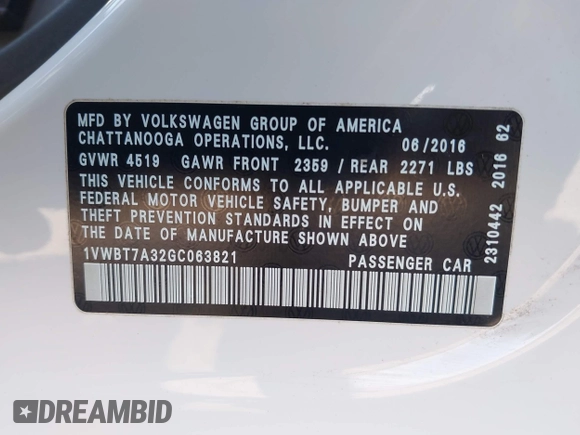 MFD BY VOLKSWAGEN GROUP OF AMERICA
CHATTANOOGA OPERATIONS, LLC. 06/2016
GVWR 4519 GAWR FRONT 2359 / REAR 2271 LBS
THIS VEHICLE CONFORMS TO ALL APPLICABLE U.S.
FEDERAL MOTOR VEHICLE SAFETY, BUMPER AND
THEFT PREVENTION STANDARDS IN EFFECT ON
THE DATE OF MANUFACTURE SHOWN ABOVE
1VWBT7A32GC063821 PASSENGER CAR
2310442 2016 62
DREAMBID